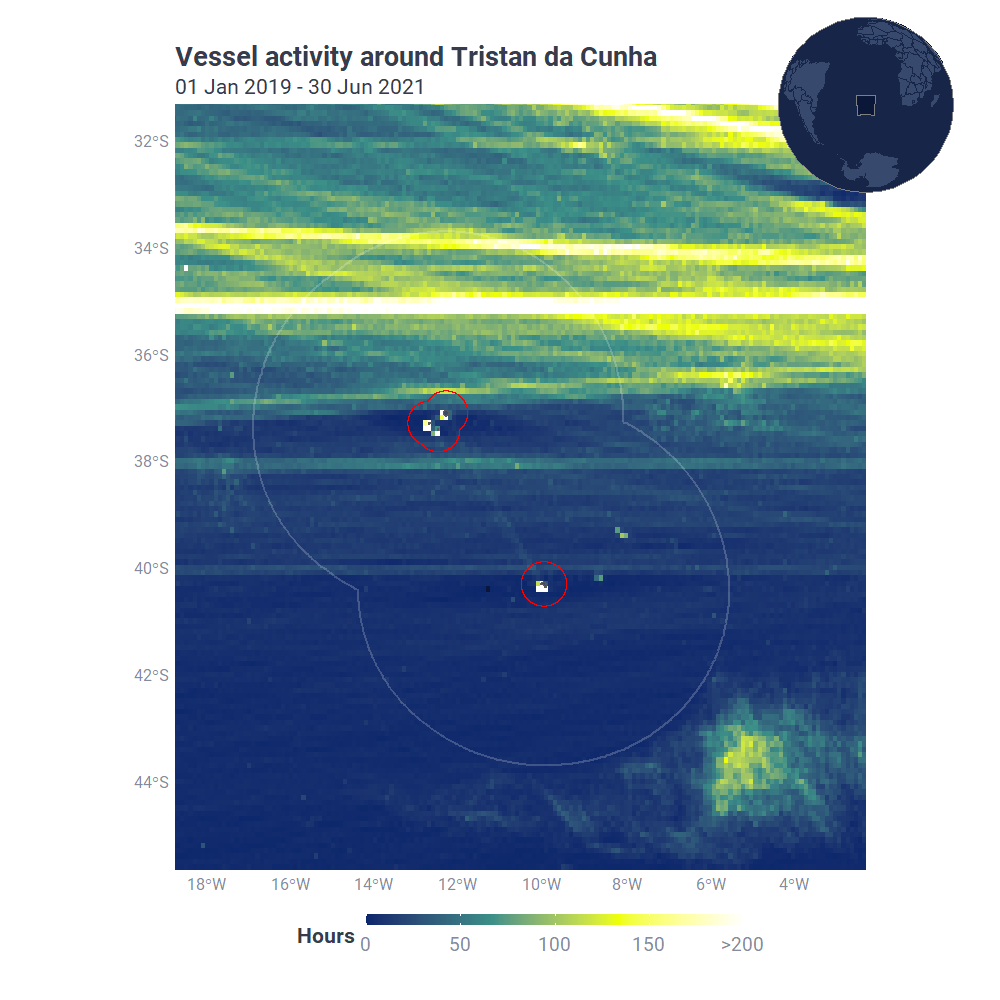 Vessel activity around Tristan da Cunha
01 Jan 2019 - 30 Jun 2021
32°S
34°S
36°S
38°S
40°S
42°S
44°S
18°W 16°W 14°W 12°W 10°W 8°W 6°W 4°W
Hours 0 50 100 150 >200